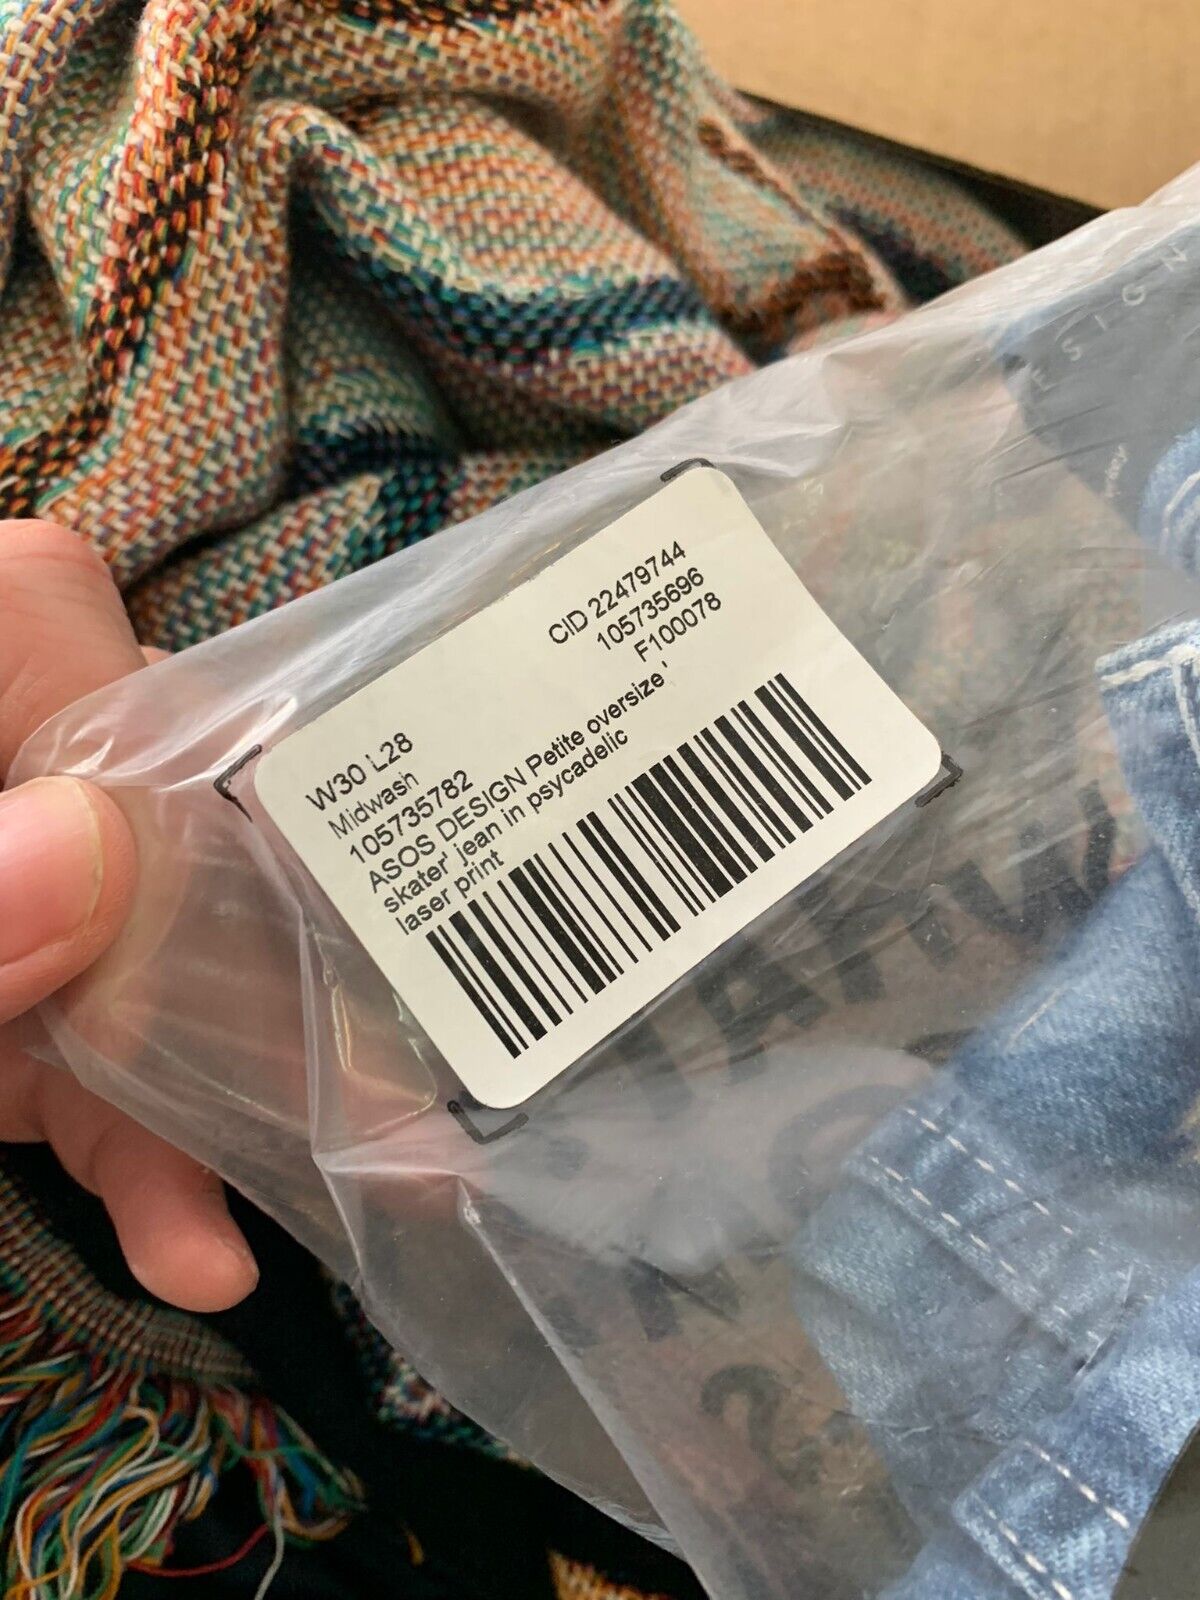 CID 22479744
105735696
F100078
W30 L28
Midwash
105735782
ASOS DESIGN Petite oversize '
skater' jean in psycadelic
laser print